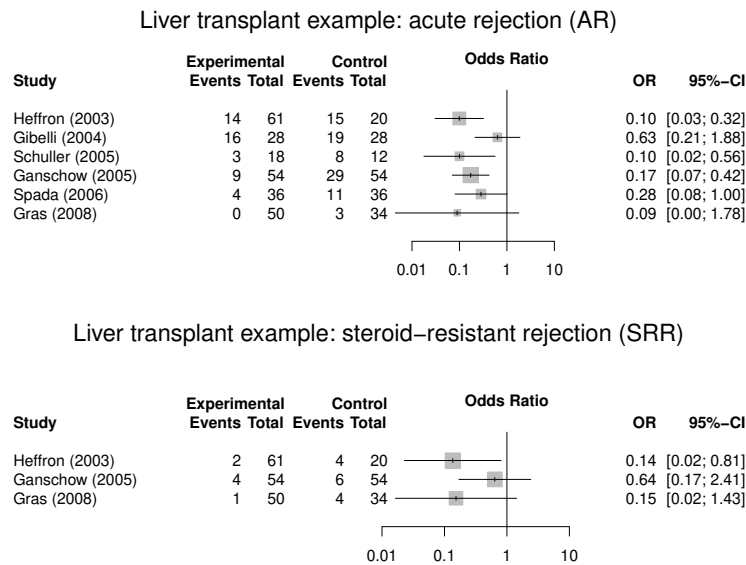 Liver transplant example: acute rejection (AR)
Experimental Control Odds Ratio
Study Events Total Events Total OR 95%−CI
Heffron (2003) 14 61 15 20 0.10 [0.03; 0.32]
Gibelli (2004) 16 28 19 28 0.63 [0.21; 1.88]
Schuller (2005) 3 18 8 12 0.10 [0.02; 0.56]
Ganschow (2005) 9 54 29 54 0.17 [0.07; 0.42]
Spada (2006) 4 36 11 36 0.28 [0.08; 1.00]
Gras (2008) 0 50 3 34 0.09 [0.00; 1.78]
0.01 0.1 1 10
Liver transplant example: steroid−resistant rejection (SRR)
Experimental Control Odds Ratio
Study Events Total Events Total OR 95%−CI
Heffron (2003) 2 61 4 20 0.14 [0.02; 0.81]
Ganschow (2005) 4 54 6 54 0.64 [0.17; 2.41]
Gras (2008) 1 50 4 34 0.15 [0.02; 1.43]
0.01 0.1 1 10